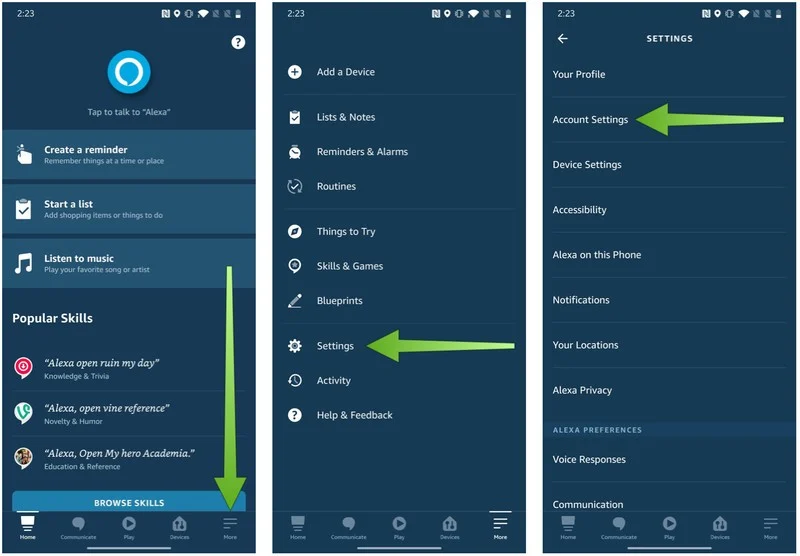 2:23
?
Tap to talk to “Alexa”
Create a reminder
Remember things at a time or place
Start a list
Add shopping items or things to do
Listen to music
Play your favorite song or artist
Popular Skills
“Alexa open ruin my day”
Knowledge & Trivia
“Alexa, open vine reference”
Novelty & Humor
“Alexa, Open My hero Academia.”
Education & Reference
BROWSE SKILLS
Home Communicate Play Devices More
2:23
Add a Device
Lists & Notes
Reminders & Alarms
Routines
Things to Try
Skills & Games
Blueprints
Settings
Activity
? Help & Feedback
Home Communicate Play Devices More
2:23
SETTINGS
Your Profile
Account Settings
Device Settings
Accessibility
Alexa on this Phone
Notifications
Your Locations
Alexa Privacy
ALEXA PREFERENCES
Voice Responses
Communication
Home Communicate Play Devices More